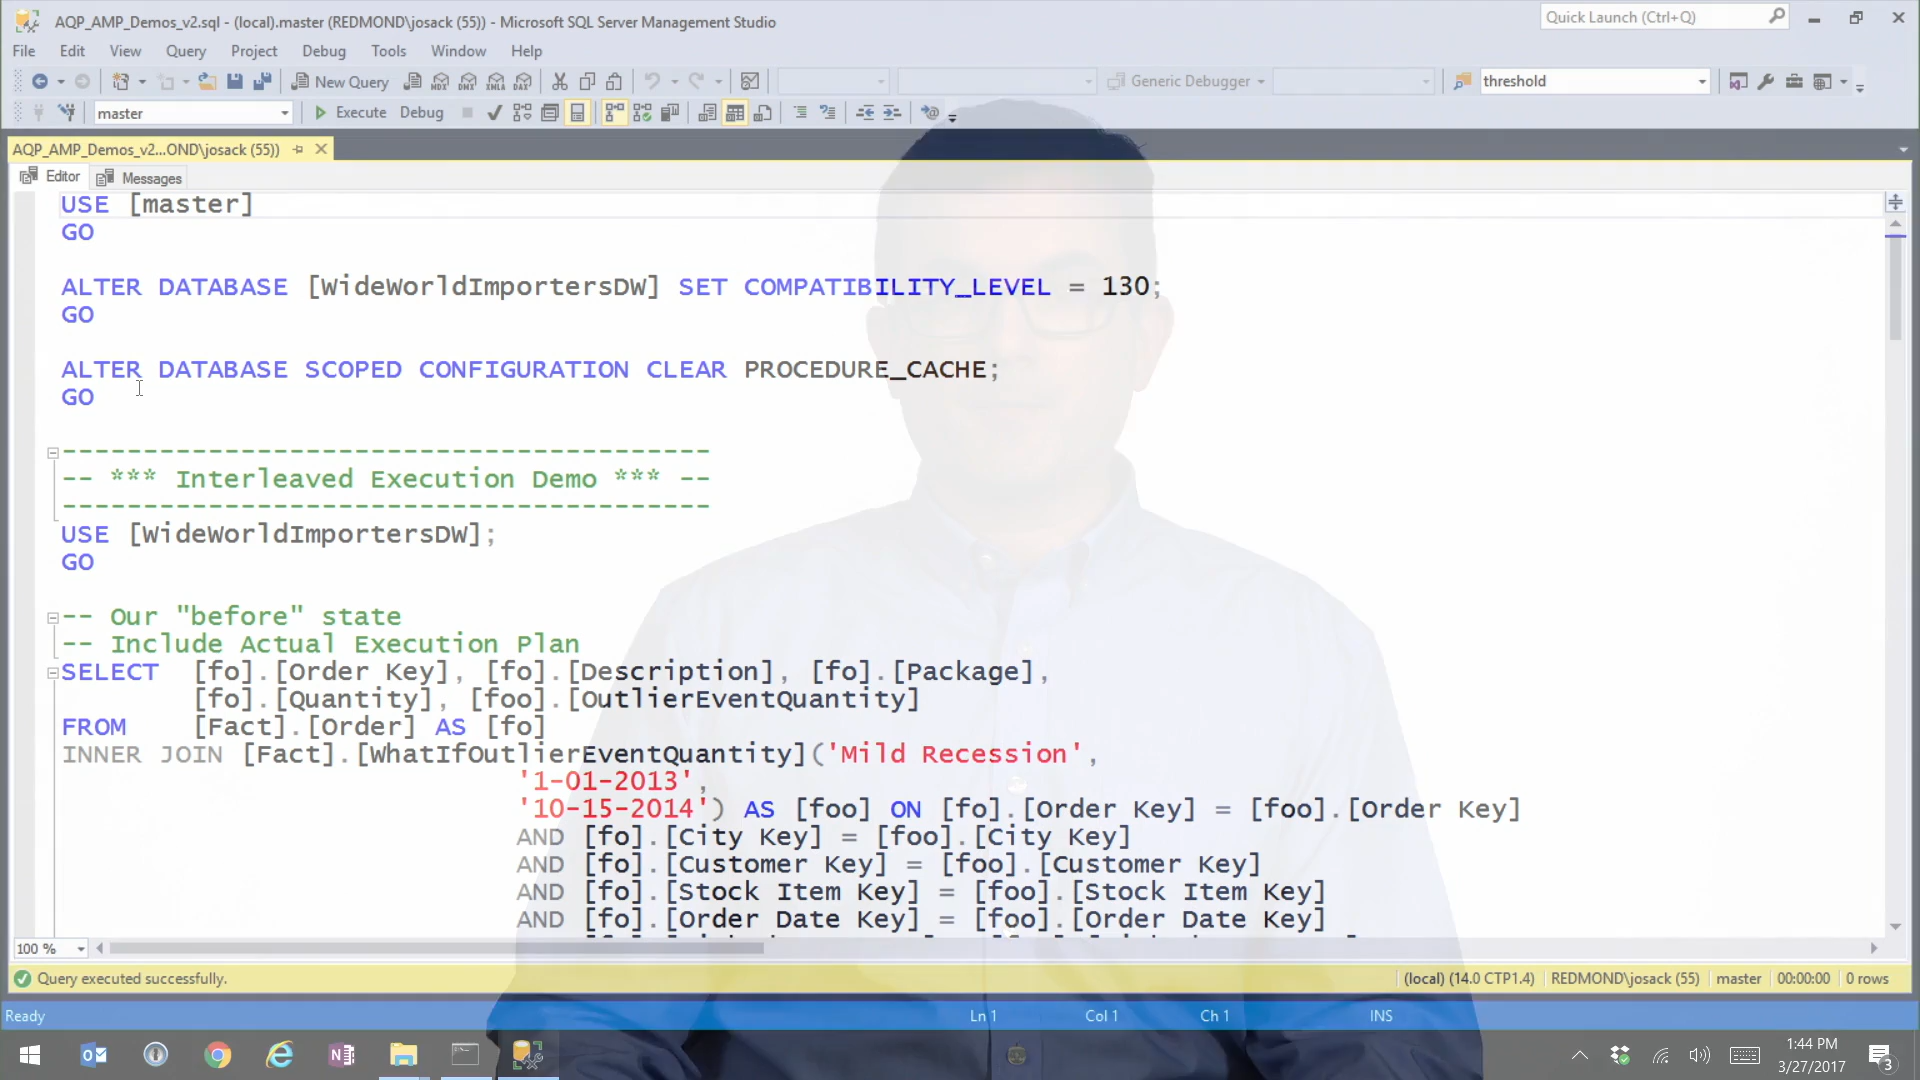 AQP_AMP_Demos_v2.sql - (local).master (REDMOND\josack (55)) - Microsoft SQL Server Management Studio
Quick Launch (Ctrl+Q)
File Edit View Query Project Debug Tools Window Help
New Query
MDX DMX XMLA DAX
Generic Debugger
threshold
master
Execute Debug
AQP_AMP_Demos_v2...OND\josack (55))
Editor Messages
USE [master]
GO
ALTER DATABASE [WideWorldImportersDW] SET COMPATIBILITY_LEVEL = 130;
GO
ALTER DATABASE SCOPED CONFIGURATION CLEAR PROCEDURE_CACHE;
GO
----------------------------------------
-- *** Interleaved Execution Demo *** --
----------------------------------------
USE [WideWorldImportersDW];
GO
-- Our "before" state
-- Include Actual Execution Plan
SELECT [fo].[Order Key], [fo].[Description], [fo].[Package],
[fo].[Quantity], [foo].[OutlierEventQuantity]
FROM [Fact].[Order] AS [fo]
INNER JOIN [Fact].[WhatIfOutlierEventQuantity]('Mild Recession',
'1-01-2013',
'10-15-2014') AS [foo] ON [fo].[Order Key] = [foo].[Order Key]
AND [fo].[City Key] = [foo].[City Key]
AND [fo].[Customer Key] = [foo].[Customer Key]
AND [fo].[Stock Item Key] = [foo].[Stock Item Key]
AND [fo].[Order Date Key] = [foo].[Order Date Key]
100 %
Query executed successfully.
(local) (14.0 CTP1.4) REDMOND\josack (55) master 00:00:00 0 rows
Ready Ln 1 Col 1 Ch 1 INS
1:44 PM
3/27/2017
3